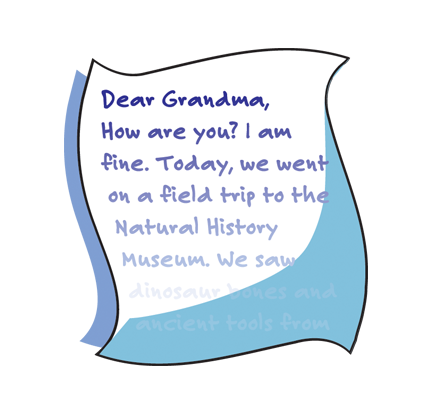 Dear Grandma,
How are you? I am
fine. Today, we went
on a field trip to the
Natural History
Museum. We saw
dinosaur bones and
ancient tools from